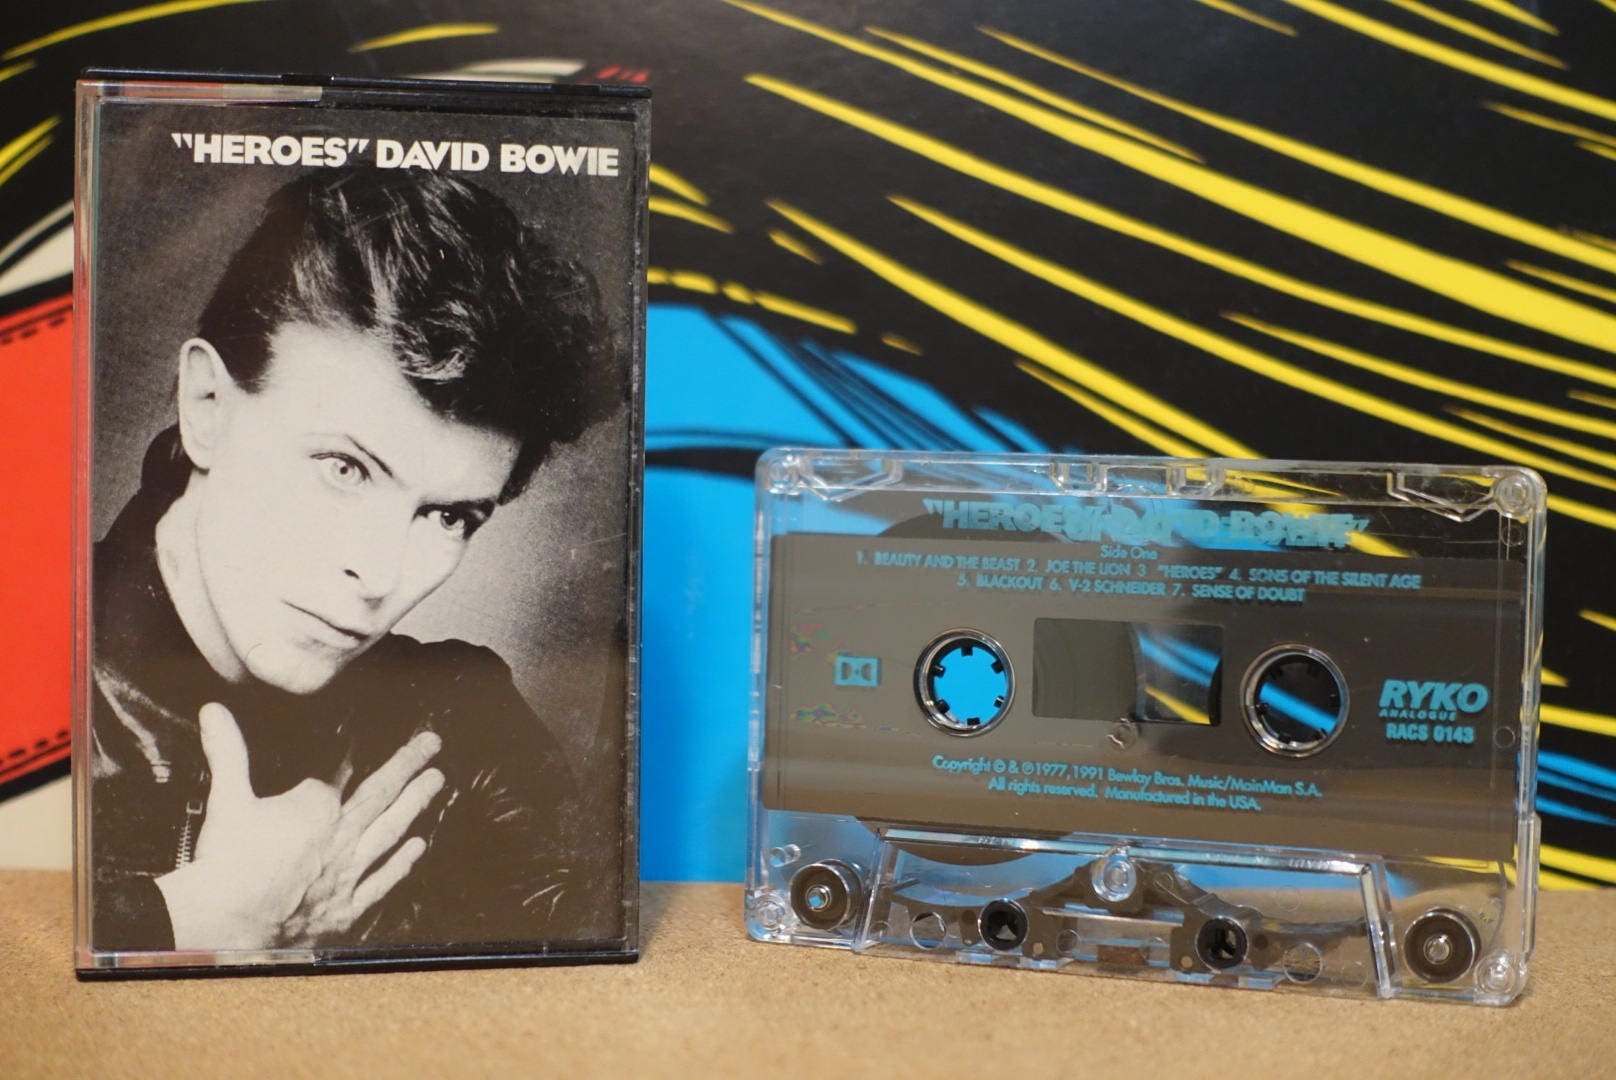 "HEROES" DAVID BOWIE
"HEROES" DAVID BOWIE
Side One
1. BEAUTY AND THE BEAST 2. JOE THE LION 3 "HEROES" 4. SONS OF THE SILENT AGE
5. BLACKOUT 6. V-2 SCHNEIDER 7. SENSE OF DOUBT
RYKO
ANALOGUE
RACS 0143
Copyright © & ℗ 1977, 1991 Bewlay Bros. Music/MainMan S.A.
All rights reserved. Manufactured in the USA.